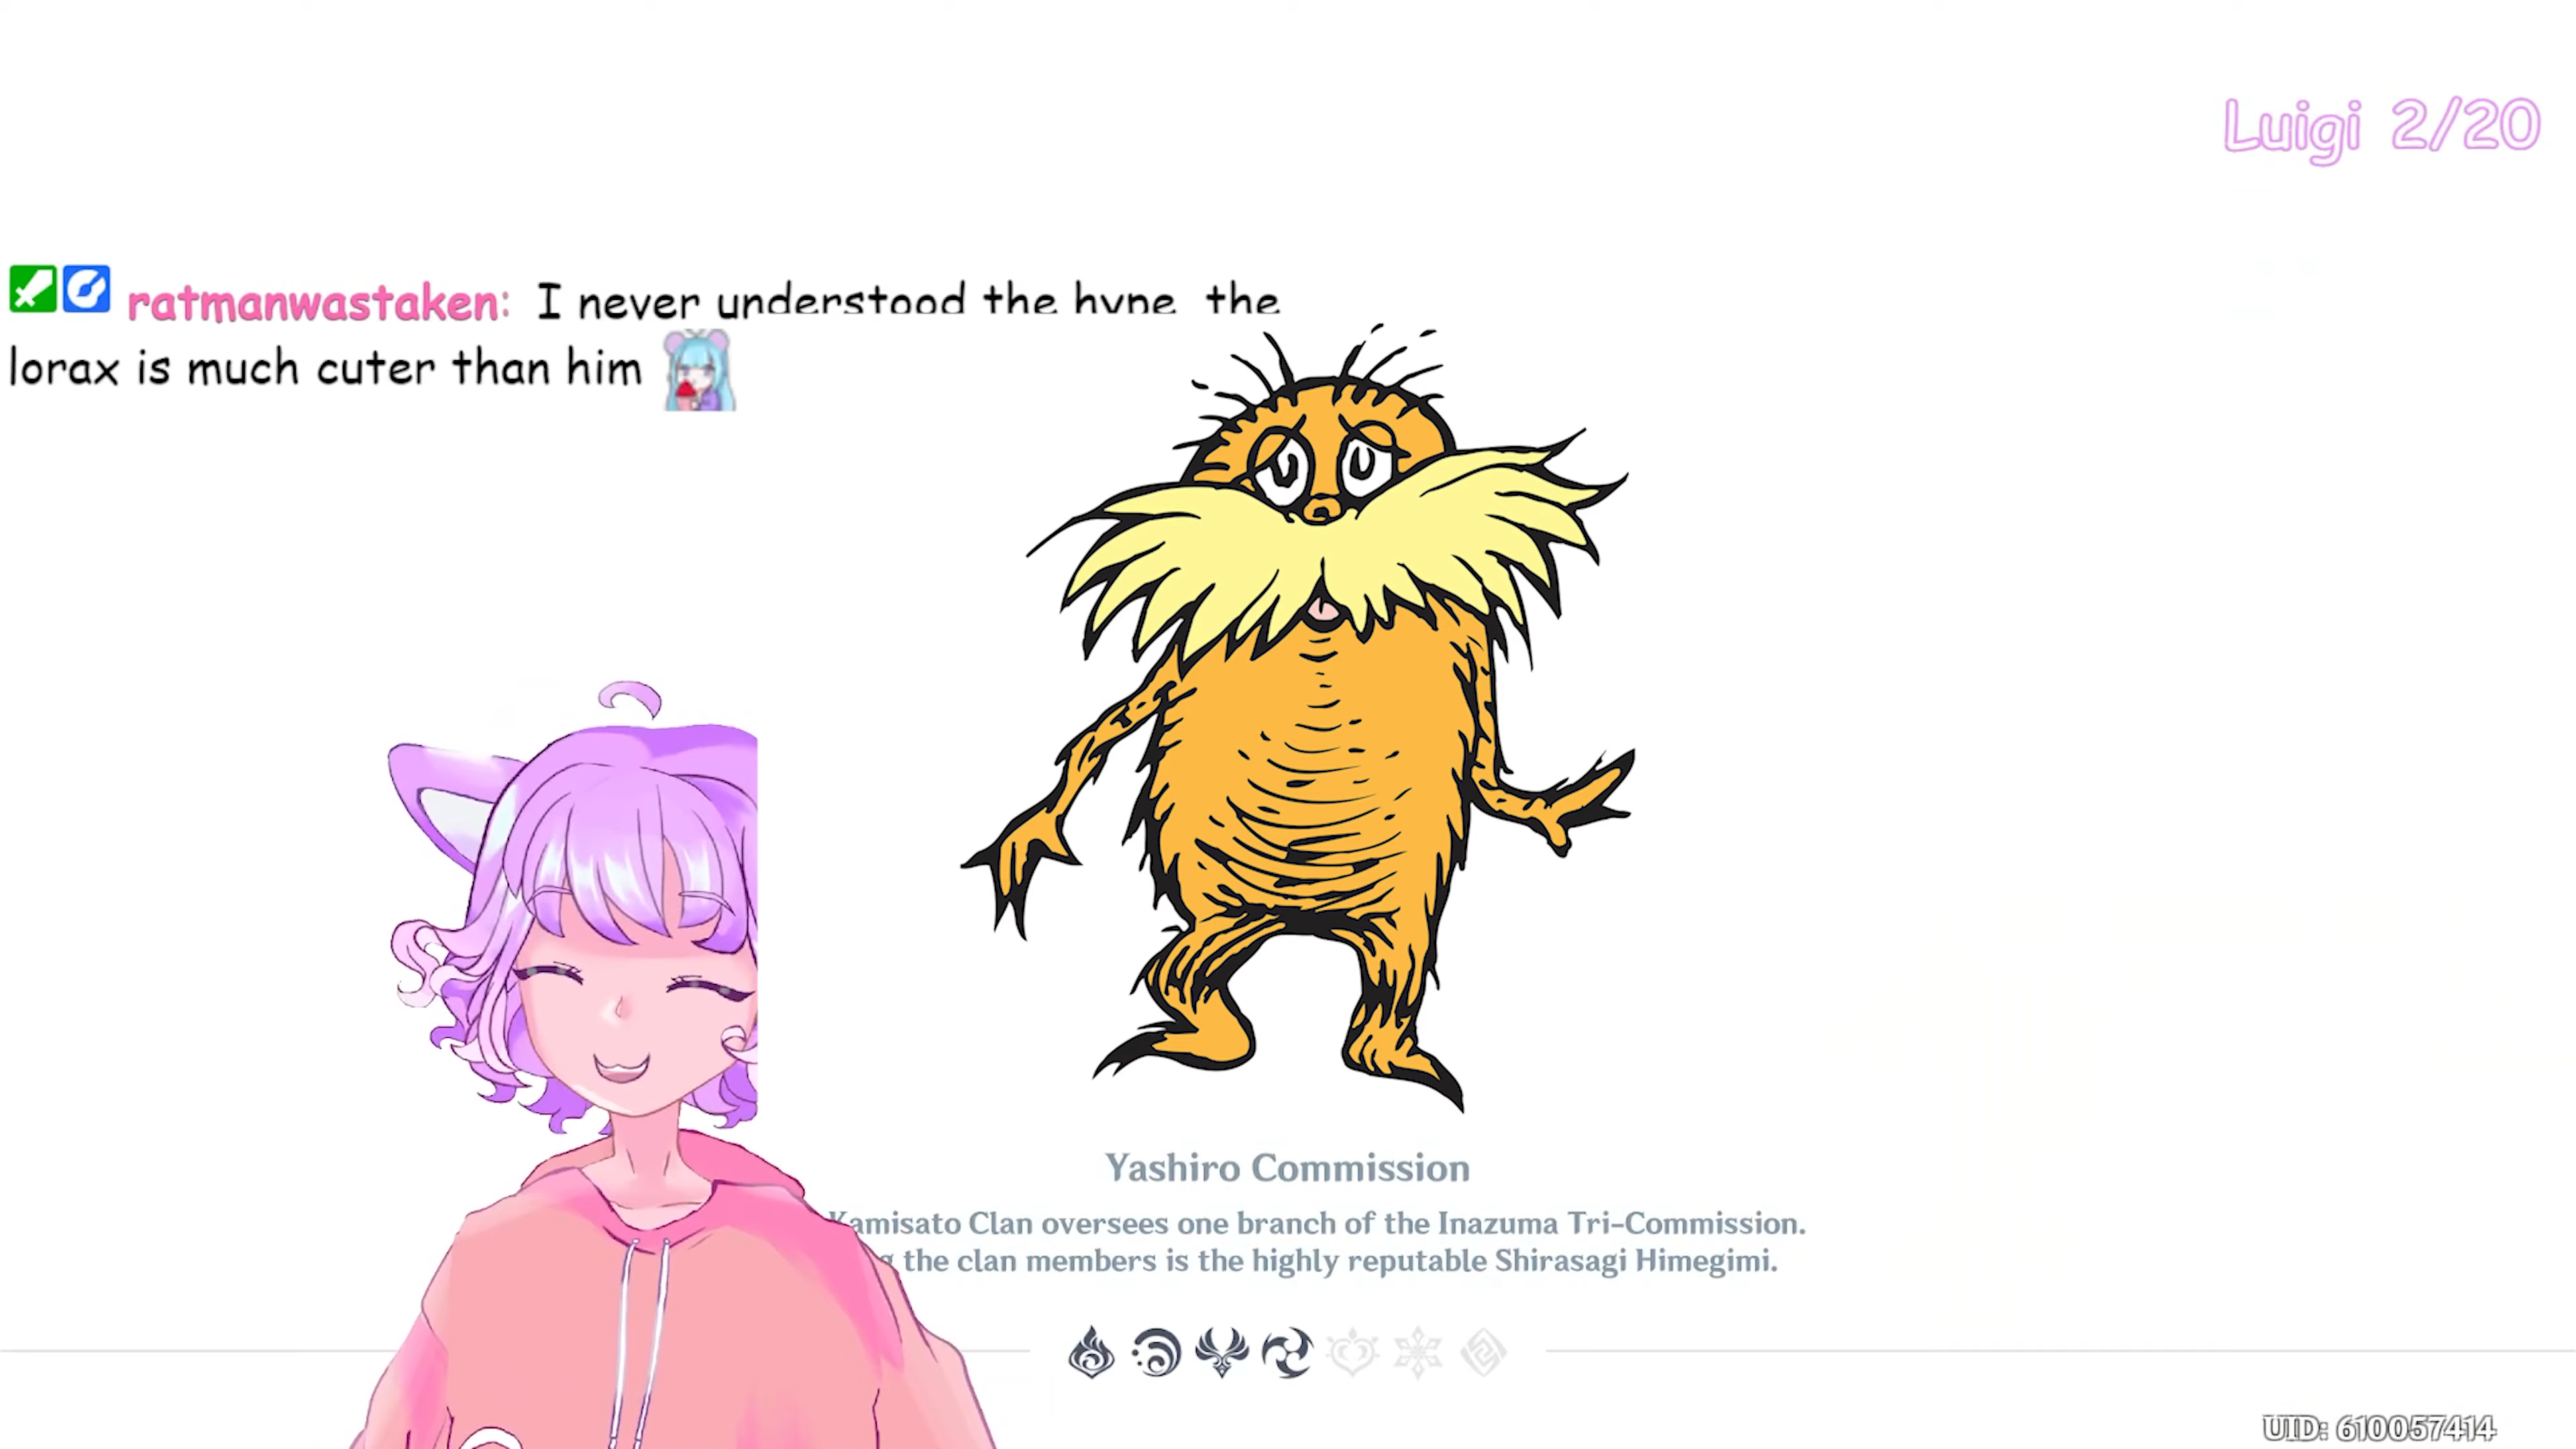 Luigi 2/20
ratmanwastaken: I never understood the hype, the
lorax is much cuter than him
Yashiro Commission
Kamisato Clan oversees one branch of the Inazuma Tri-Commission.
the clan members is the highly reputable Shirasagi Himegimi.
UID: 610057414